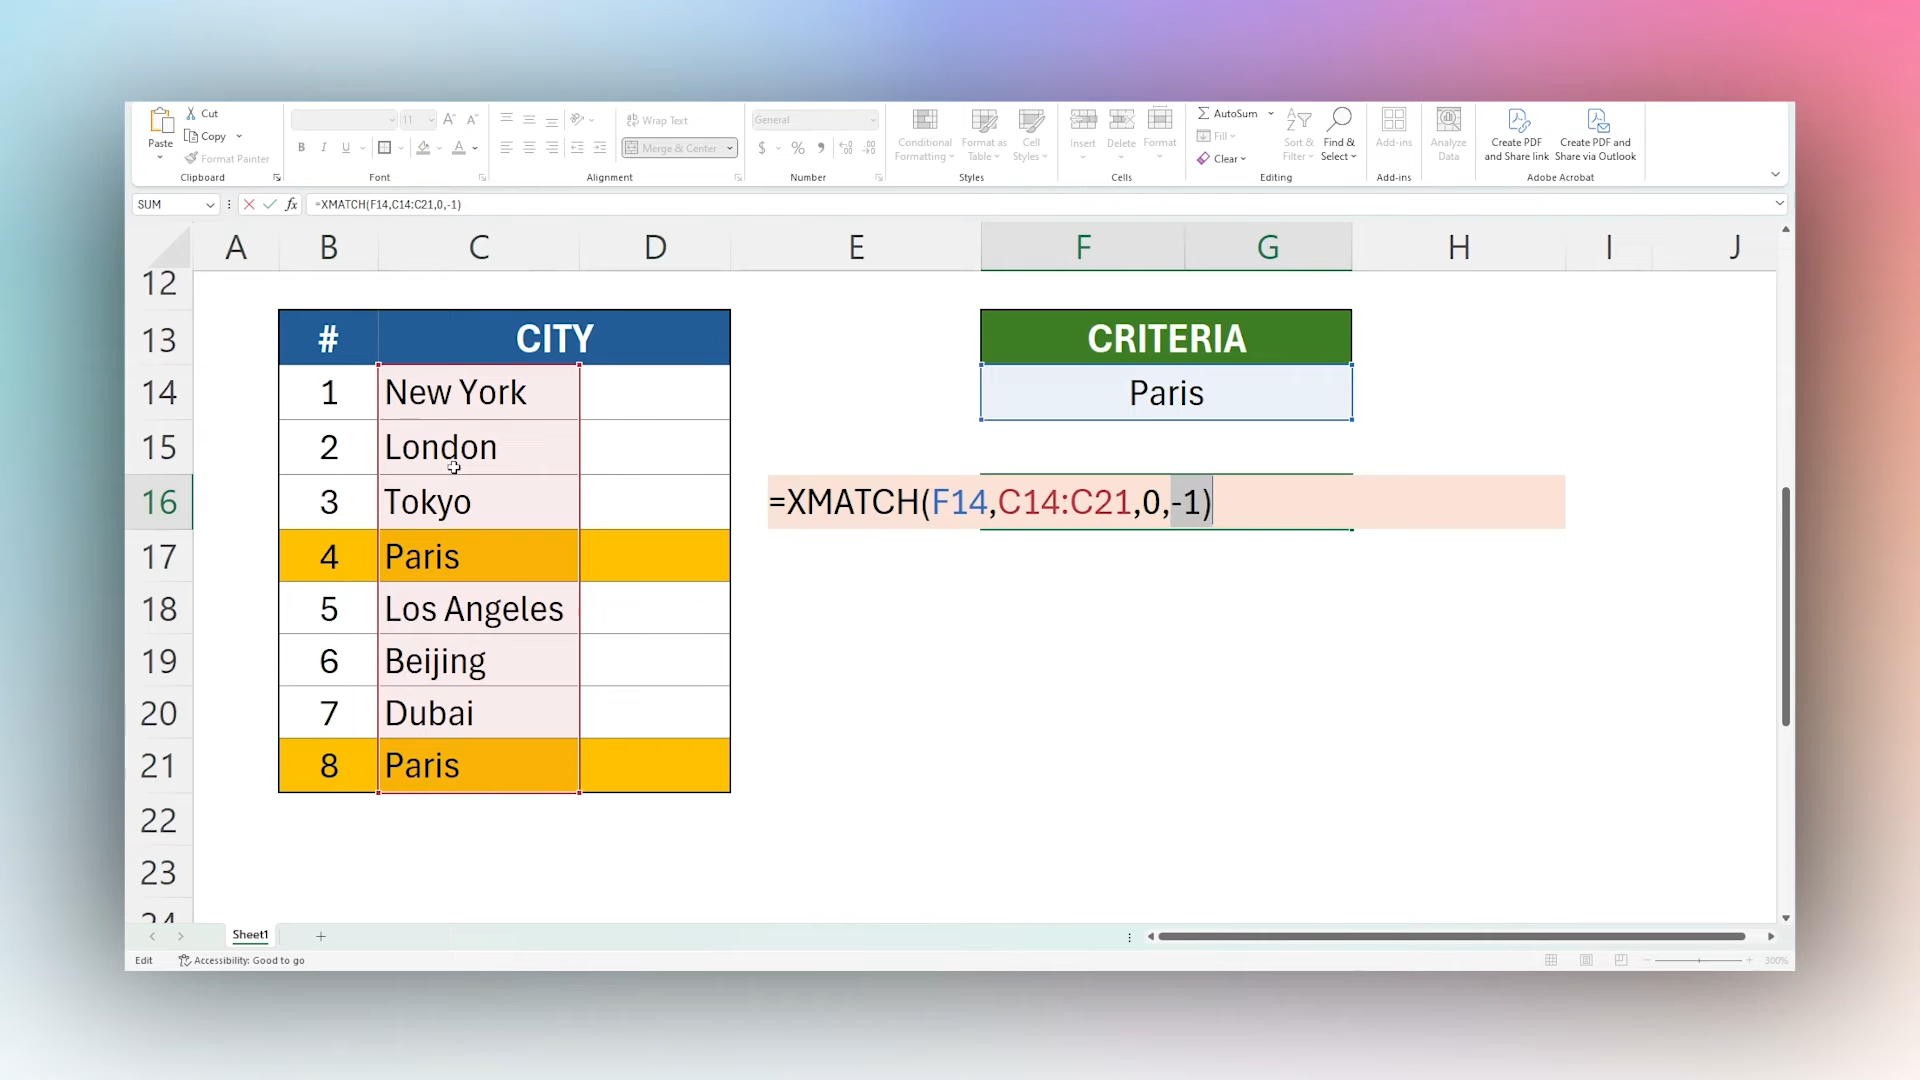 Paste
Cut
Copy
Format Painter
Clipboard
11
A^ A
B I U A
Font
Wrap Text
Merge & Center
Alignment
General
$ % ,
Number
Conditional Formatting
Format as Table
Cell Styles
Styles
Insert
Delete
Format
Cells
AutoSum
Fill
Clear
Sort & Filter
Find & Select
Editing
Add-ins
Add-ins
Analyze Data
Create PDF and Share link
Create PDF and Share via Outlook
Adobe Acrobat
SUM fx =XMATCH(F14,C14:C21,0,-1)
A B C D E F G H I J
12
13 # CITY CRITERIA
14 1 New York Paris
15 2 London
16 3 Tokyo =XMATCH(F14,C14:C21,0,-1)
17 4 Paris
18 5 Los Angeles
19 6 Beijing
20 7 Dubai
21 8 Paris
22
23
24
Sheet1 +
Edit Accessibility: Good to go 300%